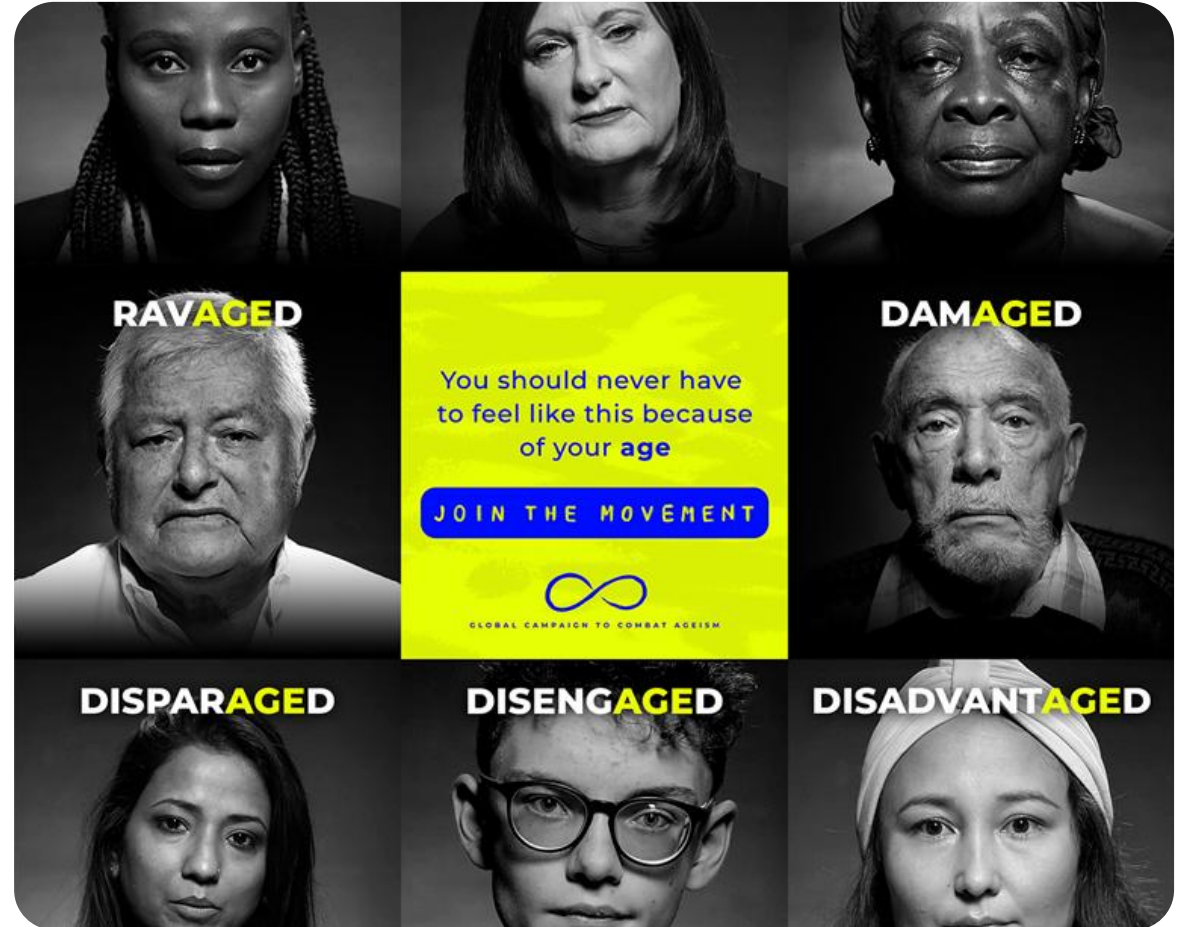 RAVAGED
You should never have
to feel like this because
of your age
JOIN THE MOVEMENT
GLOBAL CAMPAIGN TO COMBAT AGEISM
DAMAGED
DISPARAGED
DISENGAGED
DISADVANTAGED